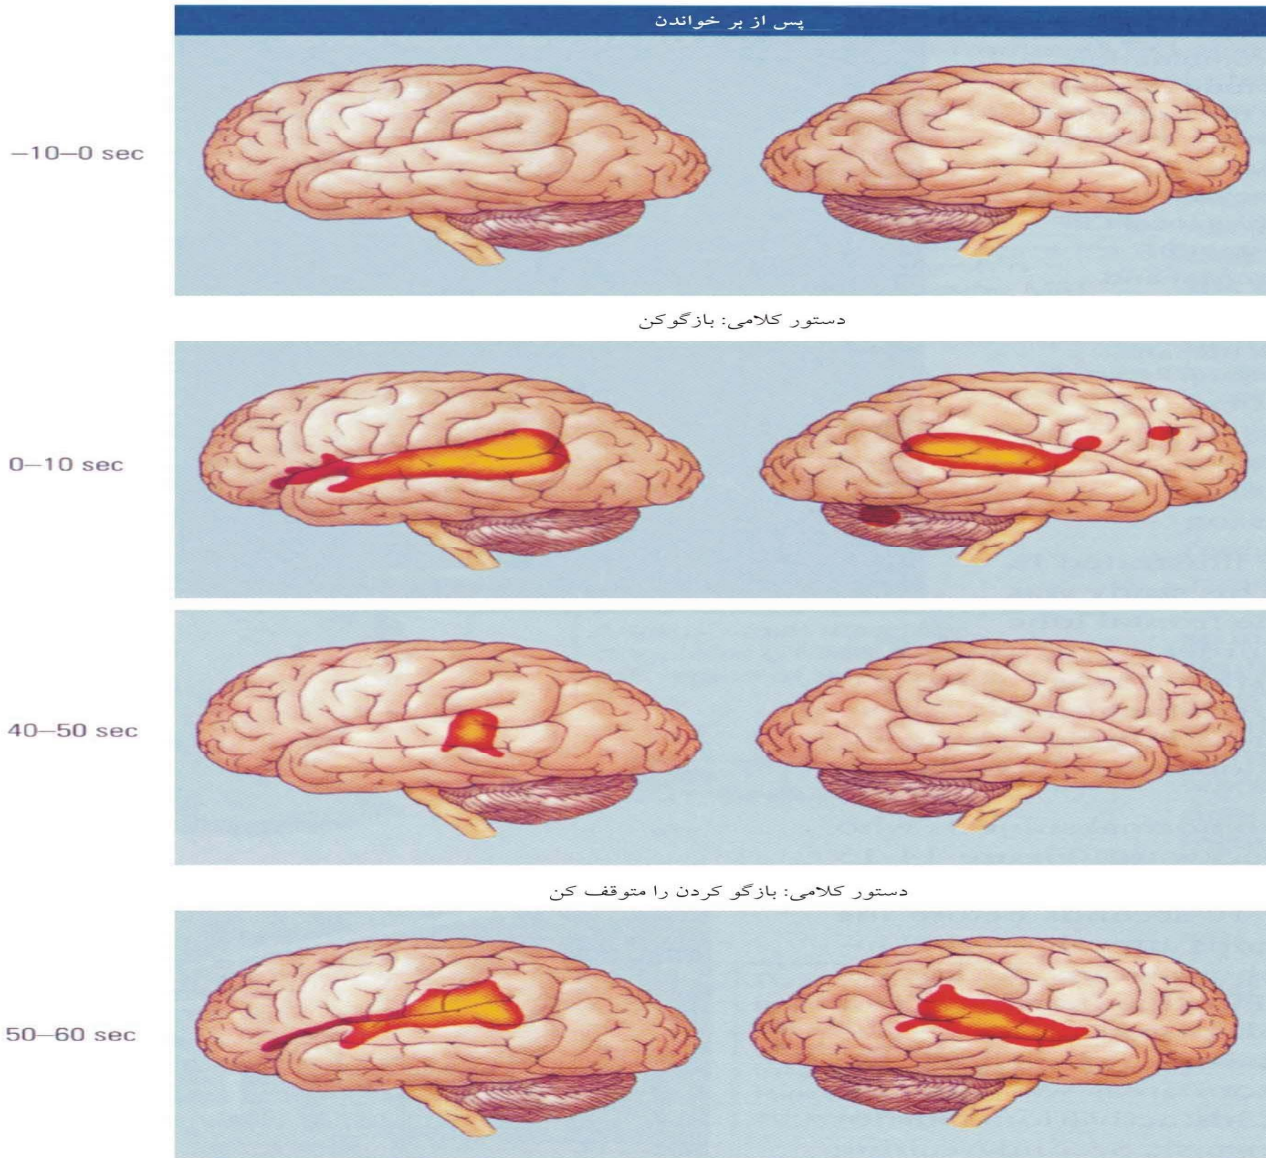 پس از بر خواندن
−10–0 sec
دستور کلامی: بازگوکن
0–10 sec
40–50 sec
دستور کلامی: بازگو کردن را متوقف کن
50–60 sec